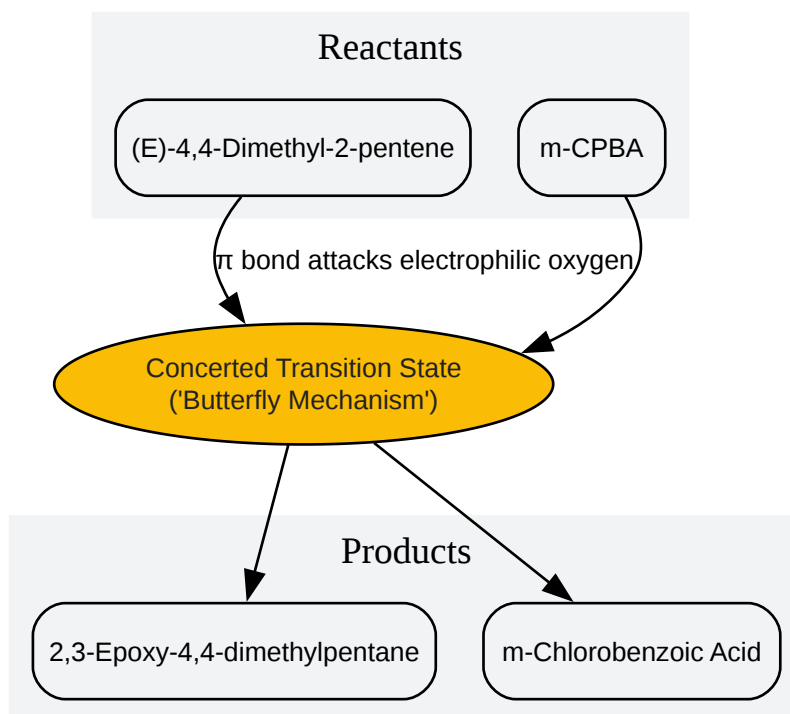 Reactants
(E)-4,4-Dimethyl-2-pentene
m-CPBA
π bond attacks electrophilic oxygen
Concerted Transition State
('Butterfly Mechanism')
Products
2,3-Epoxy-4,4-dimethylpentane
m-Chlorobenzoic Acid